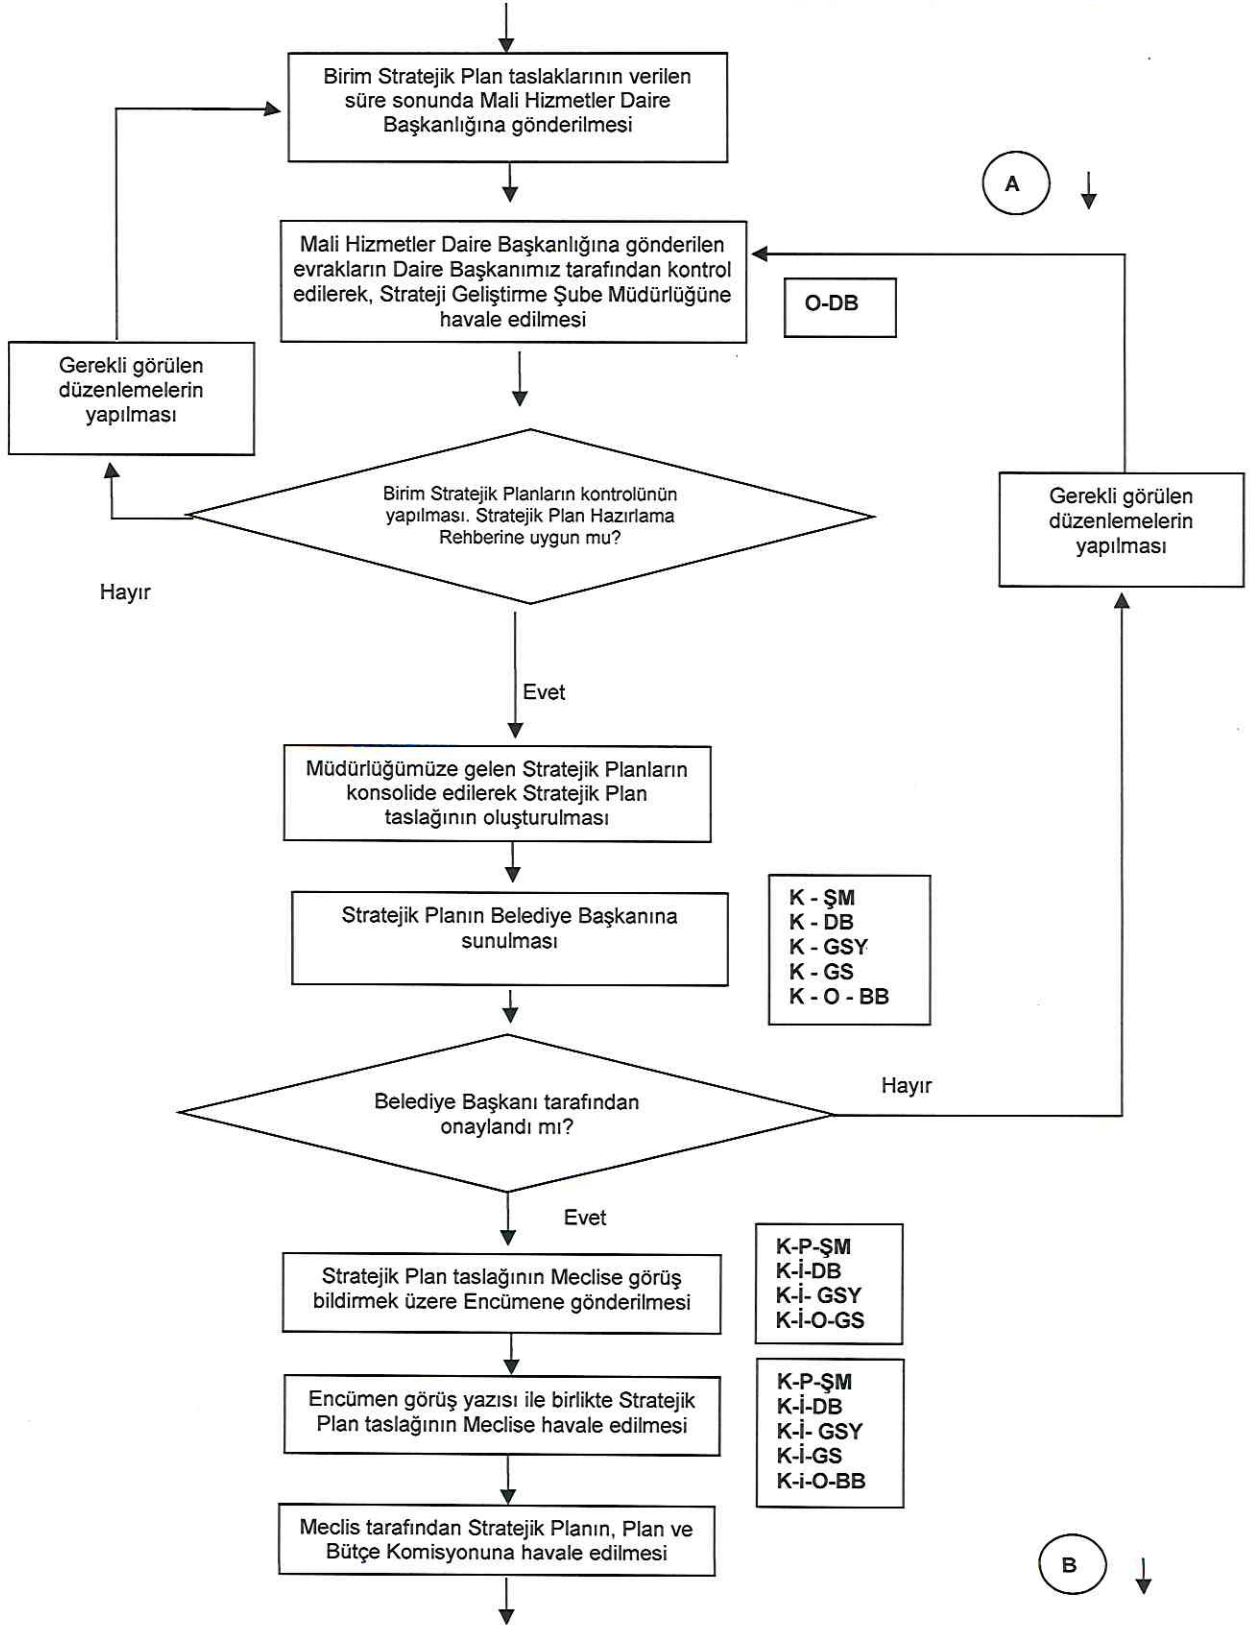 Birim Stratejik Plan taslaklarının verilen
süre sonunda Mali Hizmetler Daire
Başkanlığına gönderilmesi
A
Mali Hizmetler Daire Başkanlığına gönderilen
evrakların Daire Başkanımız tarafından kontrol
edilerek, Strateji Geliştirme Şube Müdürlüğüne
havale edilmesi
O-DB
Gerekli görülen
düzenlemelerin
yapılması
Birim Stratejik Planların kontrolünün
yapılması. Stratejik Plan Hazırlama
Rehberine uygun mu?
Gerekli görülen
düzenlemelerin
yapılması
Hayır
Evet
Müdürlüğümüze gelen Stratejik Planların
konsolide edilerek Stratejik Plan
taslağının oluşturulması
Stratejik Planın Belediye Başkanına
sunulması
K - ŞM
K - DB
K - GSY
K - GS
K - O - BB
Belediye Başkanı tarafından
onaylandı mı?
Hayır
Evet
Stratejik Plan taslağının Meclise görüş
bildirmek üzere Encümene gönderilmesi
K-P-ŞM
K-İ-DB
K-İ- GSY
K-İ-O-GS
Encümen görüş yazısı ile birlikte Stratejik
Plan taslağının Meclise havale edilmesi
K-P-ŞM
K-İ-DB
K-İ- GSY
K-İ-GS
K-i-O-BB
Meclis tarafından Stratejik Planın, Plan ve
Bütçe Komisyonuna havale edilmesi
B